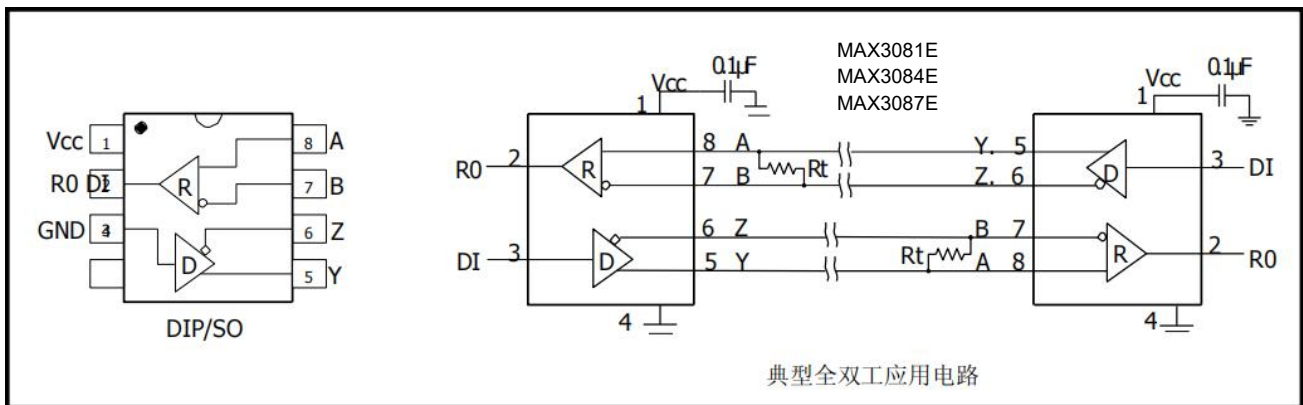 MAX3081E
MAX3084E
MAX3087E
Vcc 1
R0 DI
GND
R
D
8 A
7 B
6 Z
5 Y
DIP/SO
Vcc
0.1µF
1
R0 2
R
8 A
7 B
Rt
DI 3
D
6 Z
5 Y
4
Vcc
0.1µF
1
Y. 5
Z. 6
D
3 DI
B 7
Rt
A 8
R
2 R0
4
典型全双工应用电路